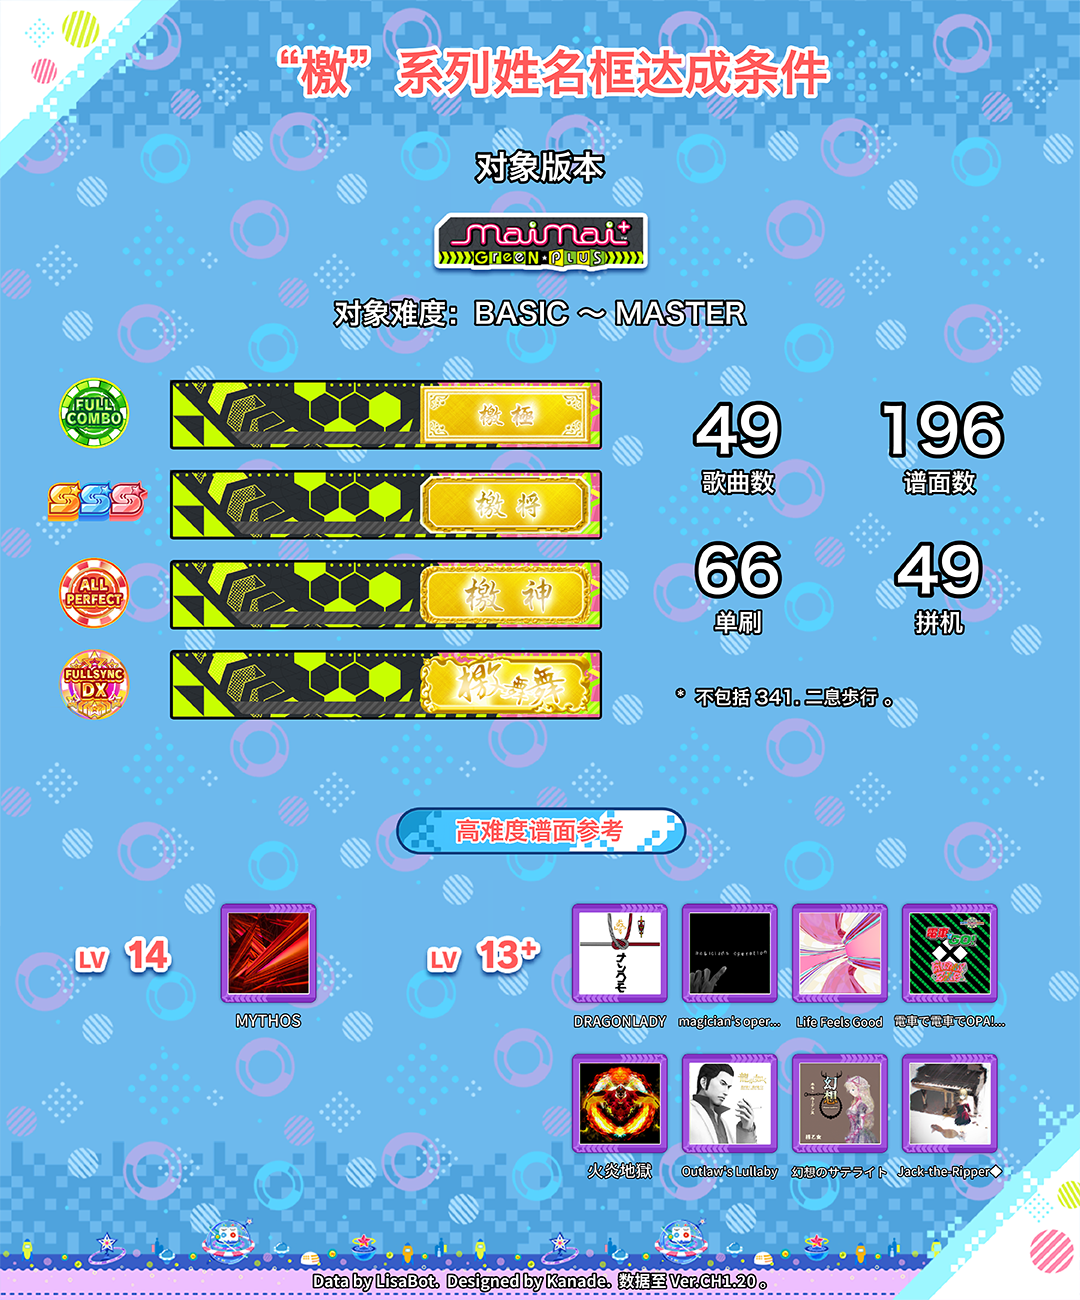 “檄”系列姓名框达成条件
对象版本
maimai+
GreeN PLUS
对象难度：BASIC ～ MASTER
FULL COMBO
檄極
SSS
檄将
ALL PERFECT
檄神
FULLSYNC DX
檄舞舞
49
歌曲数
196
谱面数
66
单刷
49
拼机
* 不包括 341. 二息歩行 。
高难度谱面参考
LV 14
MYTHOS
LV 13+
DRAGONLADY
magician's oper...
Life Feels Good
電車で電車でOPA!...
火炎地獄
Outlaw's Lullaby
幻想のサテライト
Jack-the-Ripper◆
Data by LisaBot. Designed by Kanade. 数据至 Ver.CH1.20 。